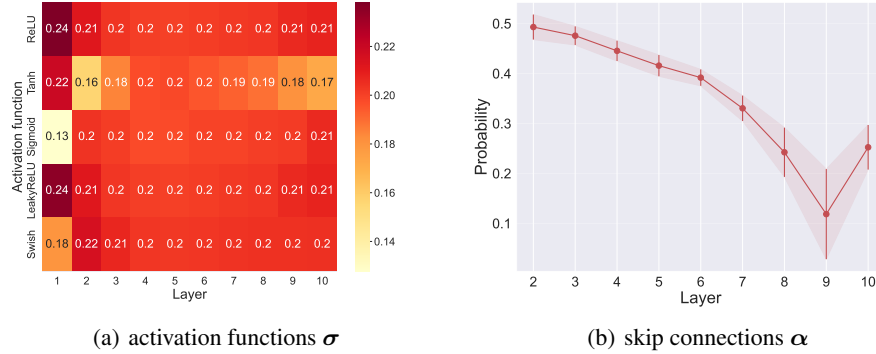 ReLU 0.24 0.21 0.2 0.2 0.2 0.2 0.2 0.2 0.21 0.21
Tanh 0.22 0.16 0.18 0.2 0.2 0.2 0.19 0.19 0.18 0.17
Sigmoid 0.13 0.2 0.2 0.2 0.2 0.2 0.2 0.2 0.2 0.21
LeakyReLU 0.24 0.21 0.2 0.2 0.2 0.2 0.2 0.2 0.21 0.21
Swish 0.18 0.22 0.21 0.2 0.2 0.2 0.2 0.2 0.2 0.2
1 2 3 4 5 6 7 8 9 10
Layer
Activation function
0.22
0.20
0.18
0.16
0.14
(a) activation functions σ
0.5
0.4
0.3
0.2
0.1
Probability
2 3 4 5 6 7 8 9 10
Layer
(b) skip connections α